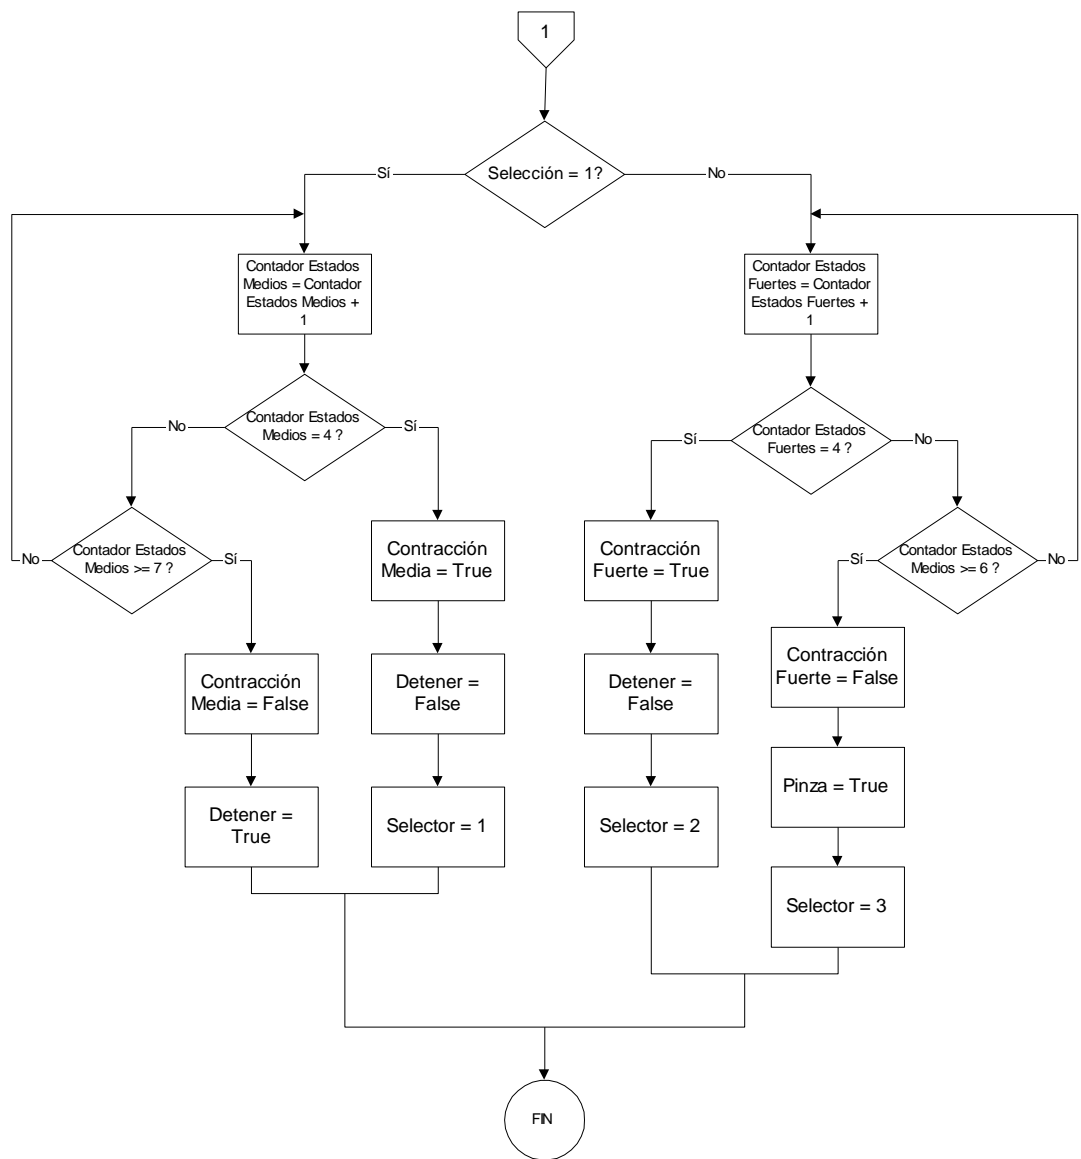 1
Selección = 1?
Sí
No
Contador Estados
Medios = Contador
Estados Medios +
1
Contador Estados
Fuertes = Contador
Estados Fuertes +
1
Contador Estados
Medios = 4 ?
No
Sí
Contador Estados
Fuertes = 4 ?
Sí
No
Contador Estados
Medios >= 7 ?
No
Sí
Contracción
Media = True
Contracción
Fuerte = True
Contador Estados
Medios >= 6 ?
Sí
No
Contracción
Media = False
Detener =
False
Detener =
False
Contracción
Fuerte = False
Detener =
True
Selector = 1
Selector = 2
Pinza = True
Selector = 3
FIN